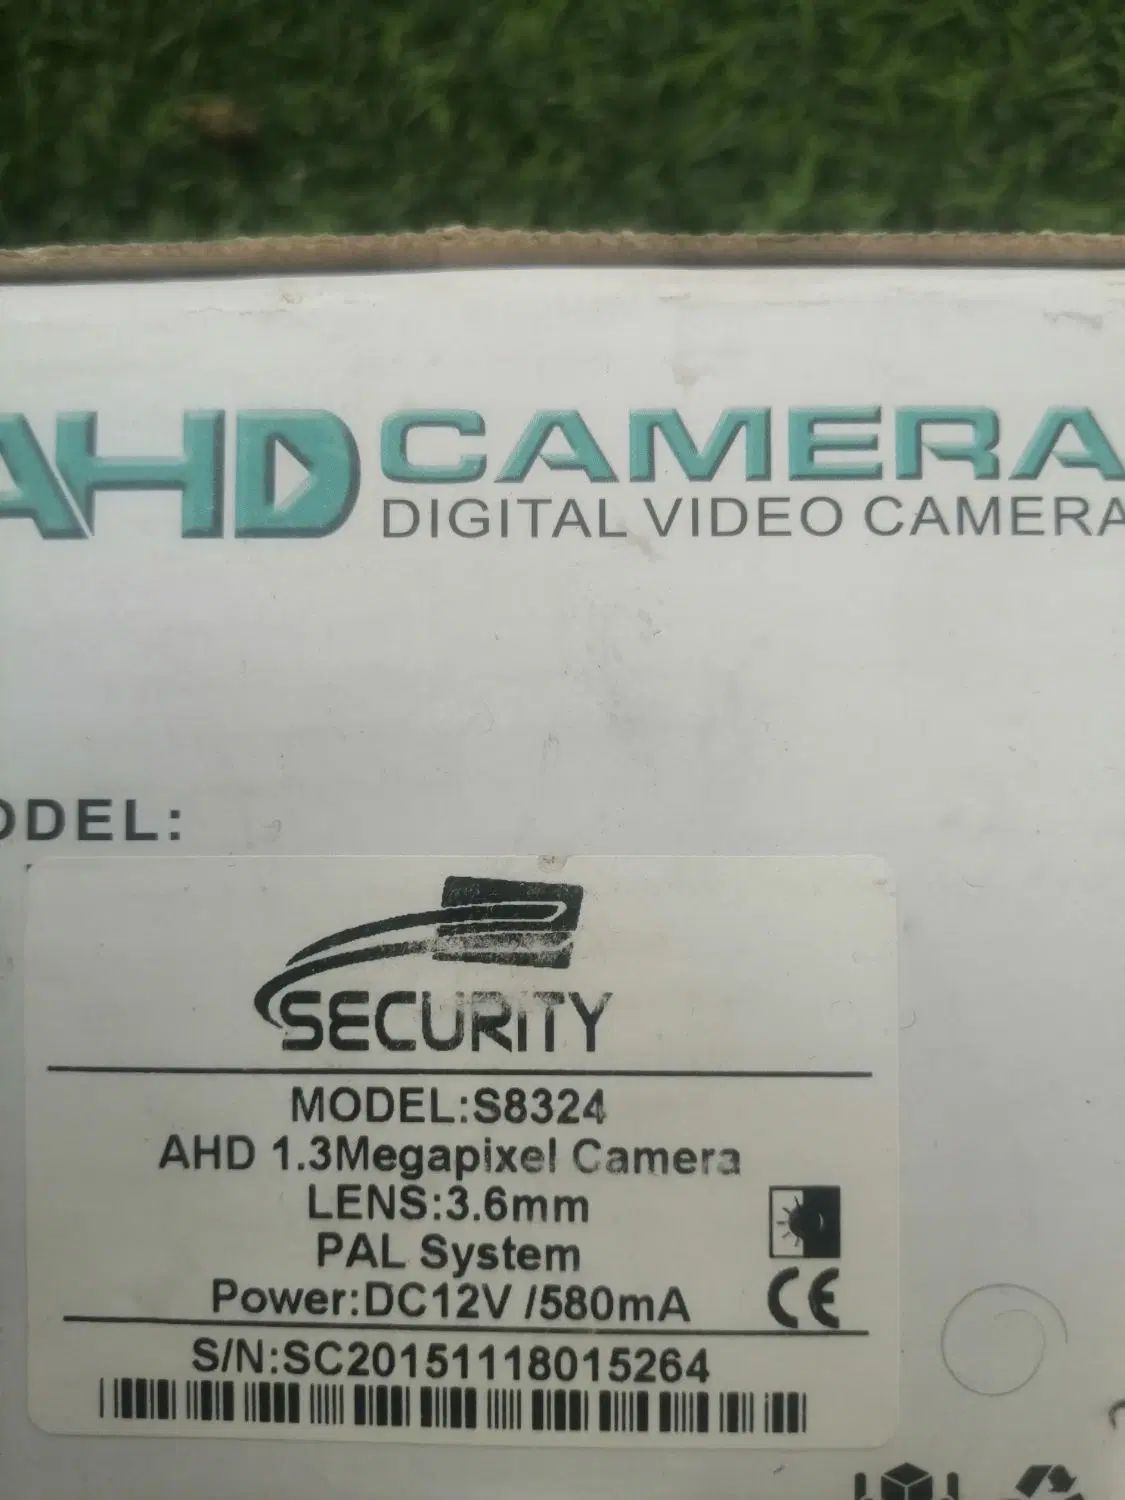 AHD CAMERA
DIGITAL VIDEO CAMERA
ODEL:
SECURITY
MODEL:S8324
AHD 1.3Megapixel Camera
LENS:3.6mm
PAL System
Power:DC12V /580mA
CE
S/N:SC20151118015264